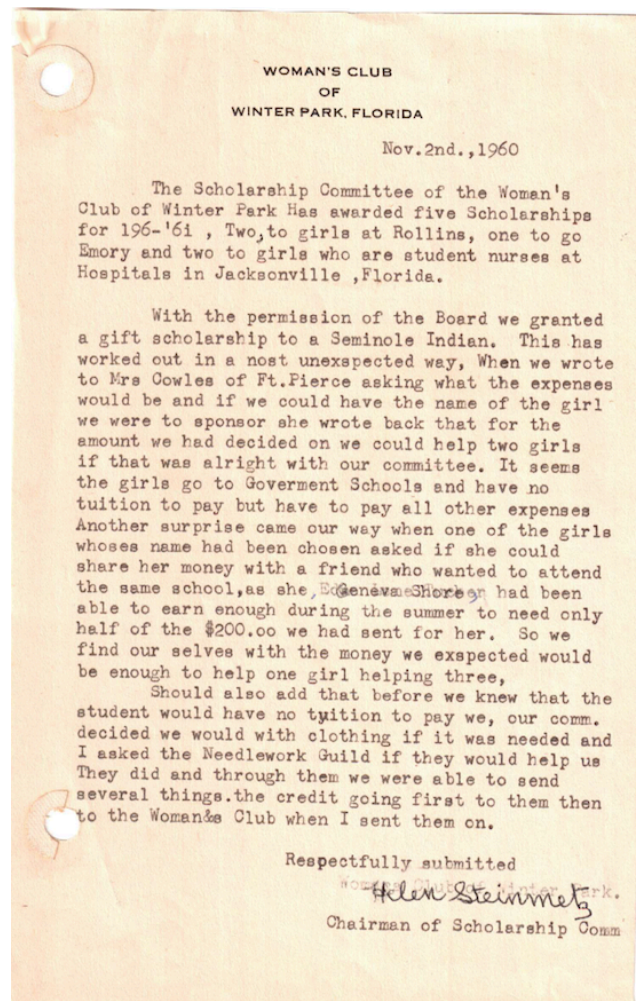 WOMAN'S CLUB
OF
WINTER PARK, FLORIDA
Nov.2nd.,1960
The Scholarship Committee of the Woman's
Club of Winter Park Has awarded five Scholarships
for 196-'61 , Two,to girls at Rollins, one to go
Emory and two to girls who are student nurses at
Hospitals in Jacksonville ,Florida.
With the permission of the Board we granted
a gift scholarship to a Seminole Indian. This has
worked out in a nost unexspected way, When we wrote
to Mrs Cowles of Ft.Pierce asking what the expenses
would be and if we could have the name of the girl
we were to sponsor she wrote back that for the
amount we had decided on we could help two girls
if that was alright with our committee. It seems
the girls go to Goverment Schools and have no
tuition to pay but have to pay all other expenses
Another surprise came our way when one of the girls
whoses name had been chosen asked if she could
share her money with a friend who wanted to attend
the same school,as she, Geneva Shorher, had been
able to earn enough during the summer to need only
half of the $200.oo we had sent for her. So we
find our selves with the money we exspected would
be enough to help one girl helping three,
Should also add that before we knew that the
student would have no tuition to pay we, our comm.
decided we would with clothing if it was needed and
I asked the Needlework Guild if they would help us
They did and through them we were able to send
several things.the credit going first to them then
to the Woman&s Club when I sent them on.
Respectfully submitted
Womans Club of Winter Park.
Helen Steinmetz
Chairman of Scholarship Comm